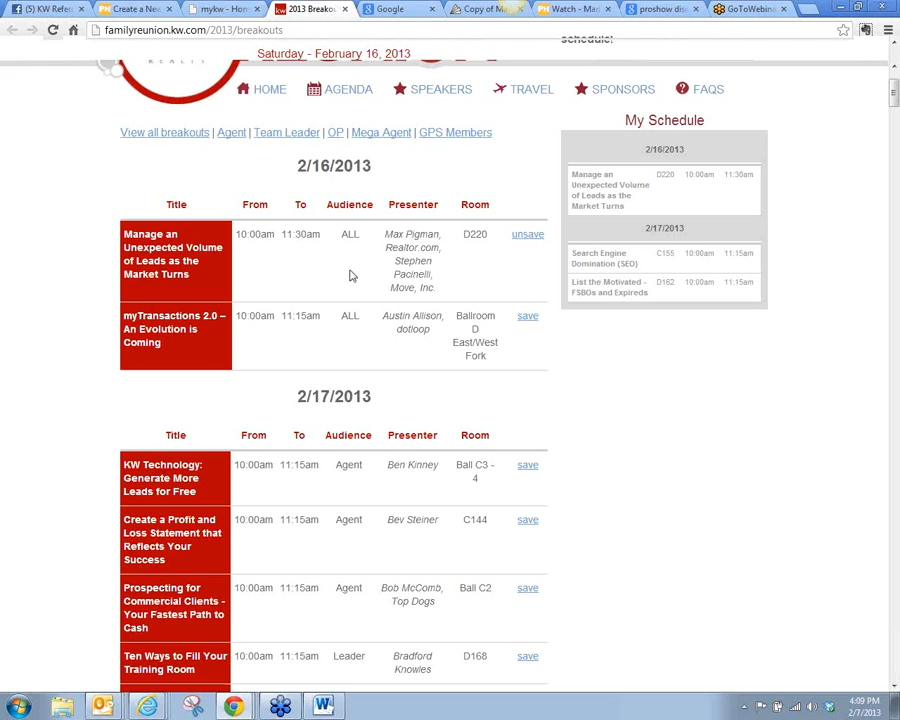 (5) KW Referr
Create a New
mykw - Hom
2013 Breakou
Google
Copy of M
Watch - Mar
proshow dis
GoToWebina
familyreunion.kw.com/2013/breakouts
schedule!
Saturday - February 16, 2013
REALTY
HOME
AGENDA
SPEAKERS
TRAVEL
SPONSORS
FAQS
View all breakouts | Agent | Team Leader | OP | Mega Agent | GPS Members
2/16/2013
Title From To Audience Presenter Room
Manage an 10:00am 11:30am ALL Max Pigman, D220 unsave
Unexpected Volume Realtor.com,
of Leads as the Stephen
Market Turns Pacinelli,
Move, Inc.
myTransactions 2.0 – 10:00am 11:15am ALL Austin Allison, Ballroom save
An Evolution is dotloop D
Coming East/West
Fork
2/17/2013
Title From To Audience Presenter Room
KW Technology: 10:00am 11:15am Agent Ben Kinney Ball C3 - save
Generate More 4
Leads for Free
Create a Profit and 10:00am 11:15am Agent Bev Steiner C144 save
Loss Statement that
Reflects Your
Success
Prospecting for 10:00am 11:15am Agent Bob McComb, Ball C2 save
Commercial Clients - Top Dogs
Your Fastest Path to
Cash
Ten Ways to Fill Your 10:00am 11:15am Leader Bradford D168 save
Training Room Knowles
My Schedule
2/16/2013
Manage an D220 10:00am 11:30am
Unexpected Volume
of Leads as the
Market Turns
2/17/2013
Search Engine C155 10:00am 11:15am
Domination (SEO)
List the Motivated - D162 10:00am 11:15am
FSBOs and Expireds
4:09 PM
2/7/2013